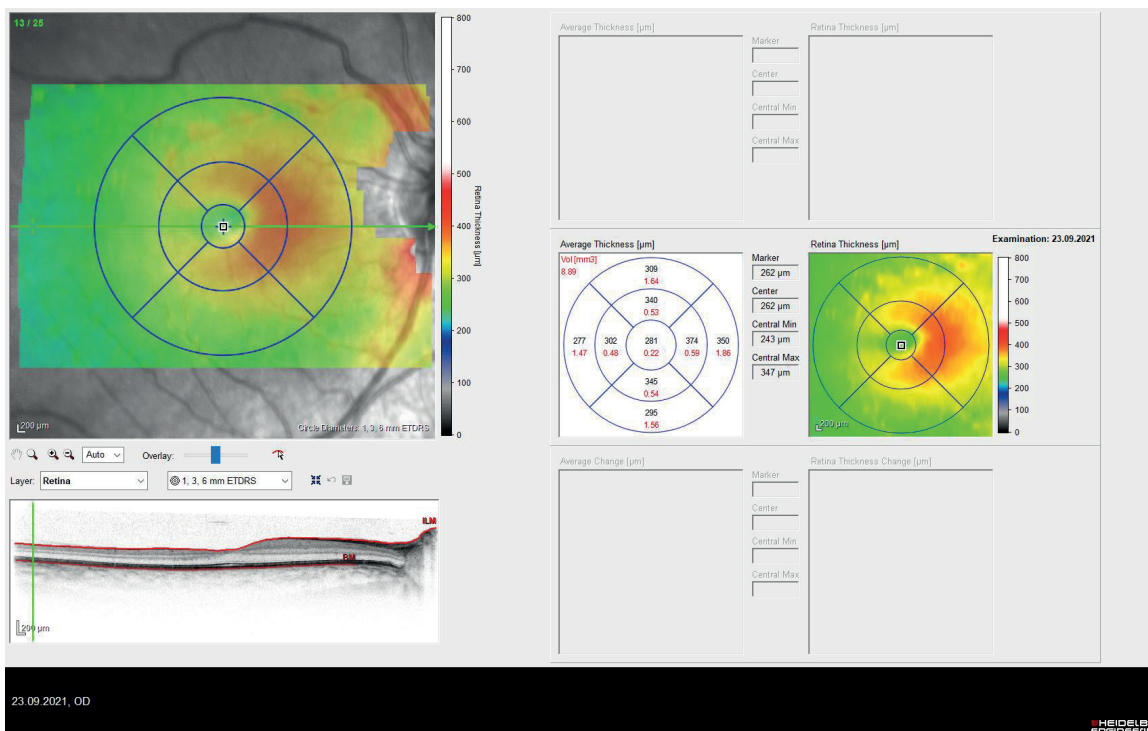 13 / 25
800
700
600
500
400
300
200
100
0
Retina Thickness [µm]
200 µm
Circle Diameters: 1, 3, 6 mm ETDRS
Auto
Overlay:
Layer:
Retina
1, 3, 6 mm ETDRS
ILM
BM
200 µm
Average Thickness [µm]
Marker
Center
Central Min
Central Max
Retina Thickness [µm]
Examination: 23.09.2021
Average Thickness [µm]
Vol [mm3]
8.89
309
1.64
340
0.53
277 302 281 374 350
1.47 0.48 0.22 0.59 1.86
345
0.54
295
1.56
Marker
262 µm
Center
262 µm
Central Min
243 µm
Central Max
347 µm
Retina Thickness [µm]
200 µm
800
700
600
500
400
300
200
100
0
Average Change [µm]
Marker
Center
Central Min
Central Max
Retina Thickness Change [µm]
23.09.2021, OD
HEIDELB